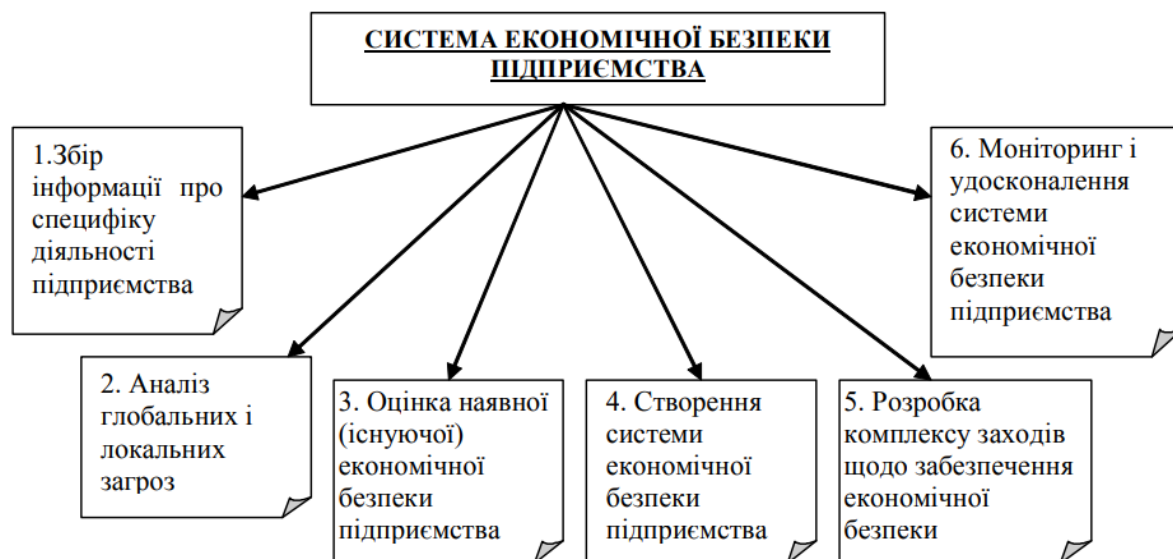 СИСТЕМА ЕКОНОМІЧНОЇ БЕЗПЕКИ
ПІДПРИЄМСТВА
1.Збір
інформації про
специфіку
діяльності
підприємства
2. Аналіз
глобальних і
локальних
загроз
3. Оцінка наявної
(існуючої)
економічної
безпеки
підприємства
4. Створення
системи
економічної
безпеки
підприємства
5. Розробка
комплексу заходів
щодо забезпечення
економічної
безпеки
6. Моніторинг і
удосконалення
системи
економічної
безпеки
підприємства